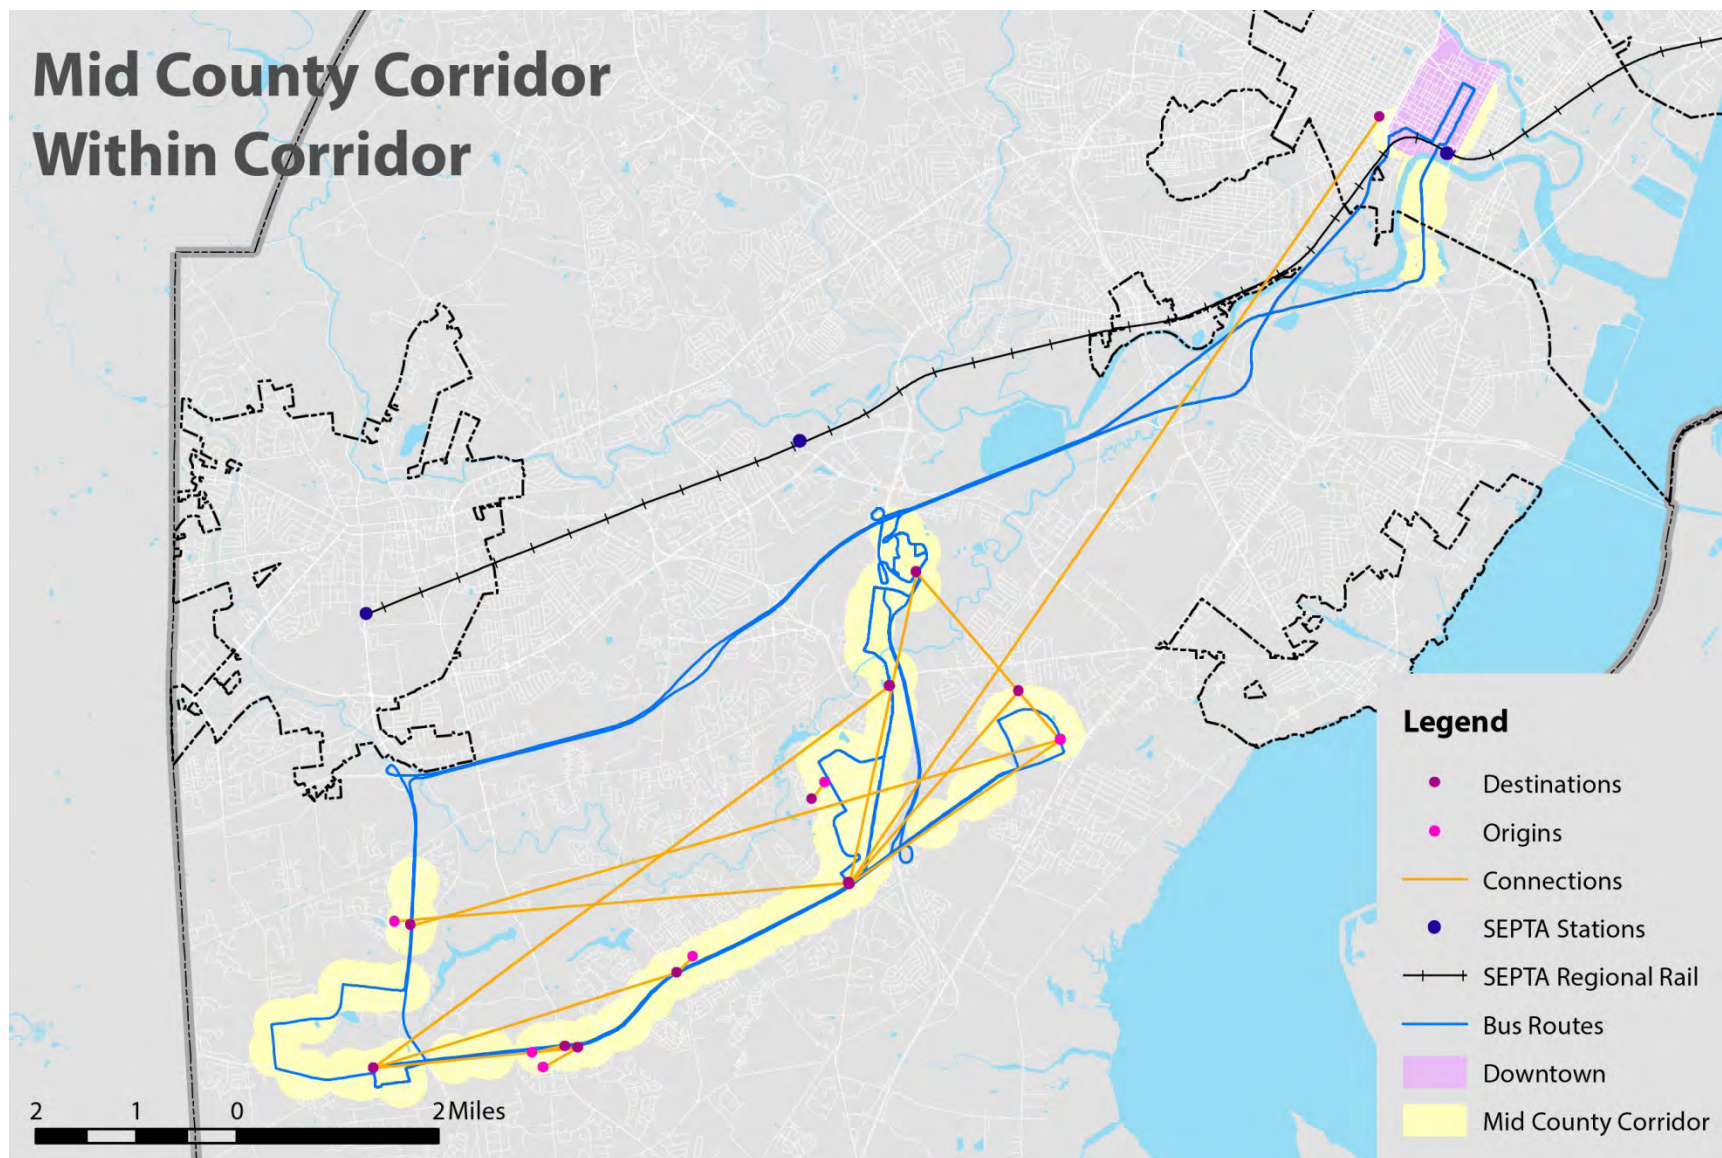 Mid County Corridor
Within Corridor
Legend
Destinations
Origins
Connections
SEPTA Stations
SEPTA Regional Rail
Bus Routes
Downtown
Mid County Corridor
2 1 0 2 Miles